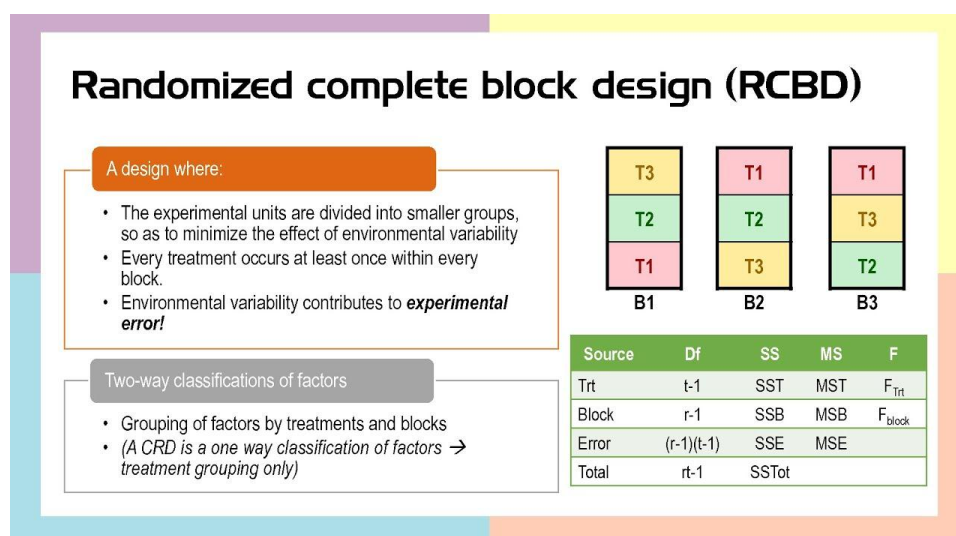 Randomized complete block design (RCBD)
A design where:
• The experimental units are divided into smaller groups,
so as to minimize the effect of environmental variability
• Every treatment occurs at least once within every
block.
• Environmental variability contributes to experimental
error!
Two-way classifications of factors
• Grouping of factors by treatments and blocks
• (A CRD is a one way classification of factors →
treatment grouping only)
T3 T1 T1
T2 T2 T3
T1 T3 T2
B1 B2 B3
Source Df SS MS F
Trt t-1 SST MST FTrt
Block r-1 SSB MSB Fblock
Error (r-1)(t-1) SSE MSE
Total rt-1 SSTot